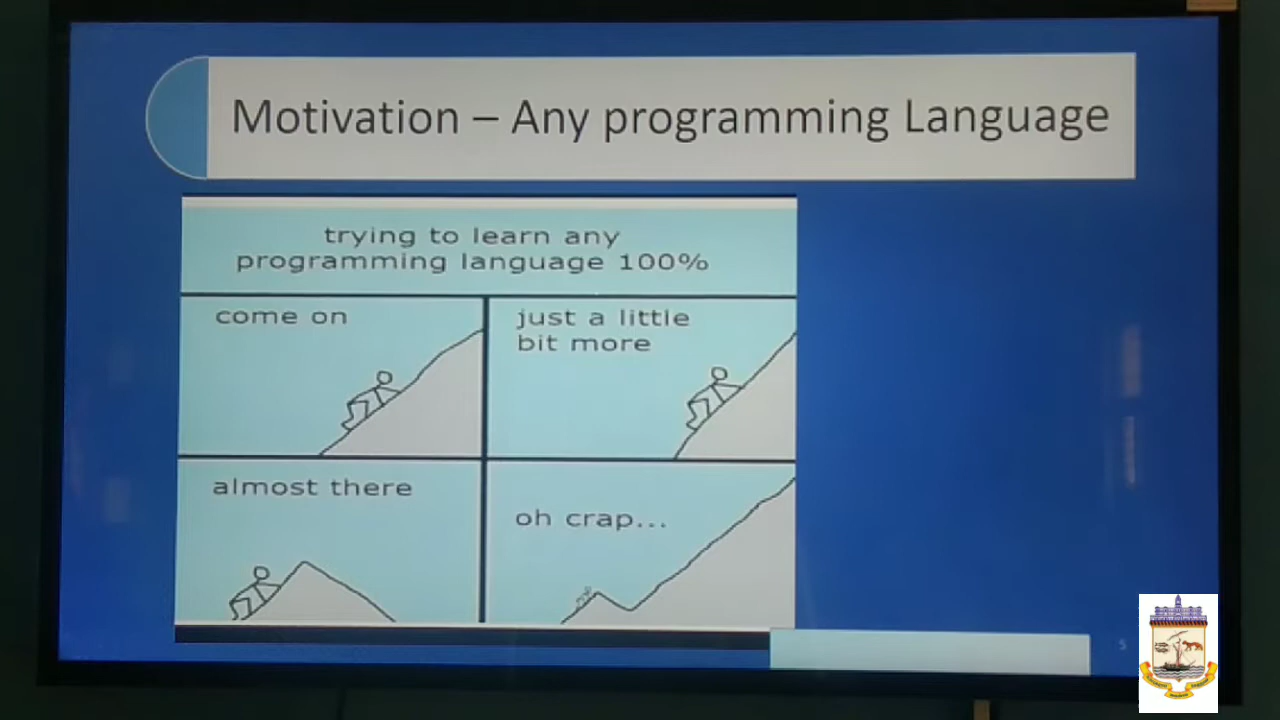 Motivation – Any programming Language
trying to learn any
programming language 100%
come on
just a little
bit more
almost there
oh crap...
5